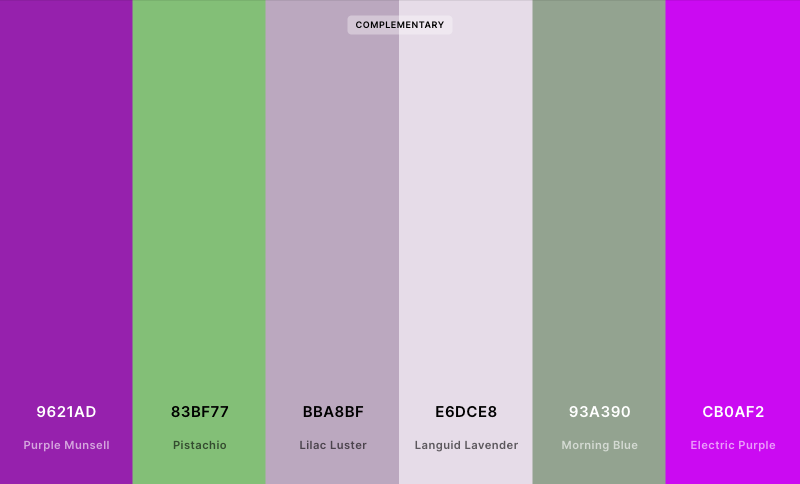 COMPLEMENTARY
9621AD
Purple Munsell
83BF77
Pistachio
BBA8BF
Lilac Luster
E6DCE8
Languid Lavender
93A390
Morning Blue
CB0AF2
Electric Purple